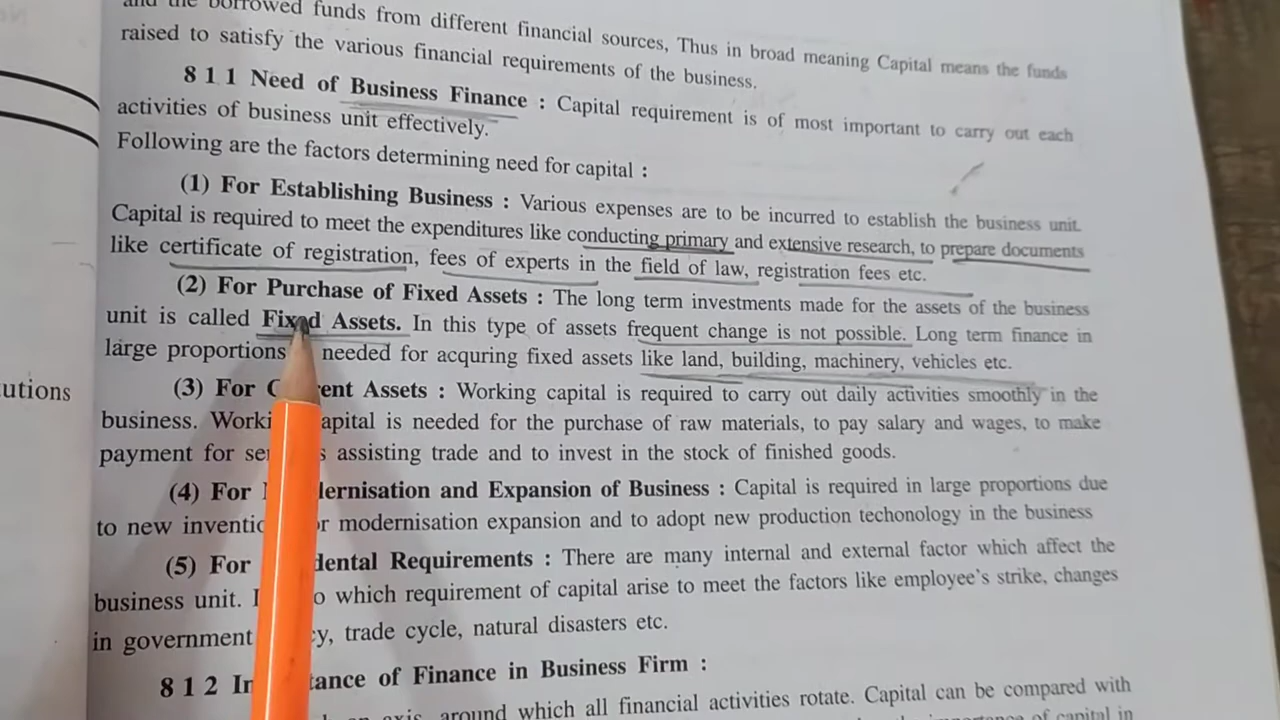 and the borrowed funds from different financial sources, Thus in broad meaning Capital means the funds
raised to satisfy the various financial requirements of the business.
8 1 1 Need of Business Finance : Capital requirement is of most important to carry out each
activities of business unit effectively.
Following are the factors determining need for capital :
(1) For Establishing Business : Various expenses are to be incurred to establish the business unit.
Capital is required to meet the expenditures like conducting primary and extensive research, to prepare documents
like certificate of registration, fees of experts in the field of law, registration fees etc.
(2) For Purchase of Fixed Assets : The long term investments made for the assets of the business
unit is called Fixed Assets. In this type of assets frequent change is not possible. Long term finance in
large proportions needed for acquring fixed assets like land, building, machinery, vehicles etc.
utions
(3) For Assets : Working capital is required to carry out daily activities smoothly in the
business. capital is needed for the purchase of raw materials, to pay salary and wages, to make
payment for assisting trade and to invest in the stock of finished goods.
(4) For and Expansion of Business : Capital is required in large proportions due
to new modernisation expansion and to adopt new production techonology in the business
(5) For Requirements : There are many internal and external factor which affect the
business unit. which requirement of capital arise to meet the factors like employee's strike, changes
in government trade cycle, natural disasters etc.
8 1 2 of Finance in Business Firm :
axis, around which all financial activities rotate. Capital can be compared with
of capital in